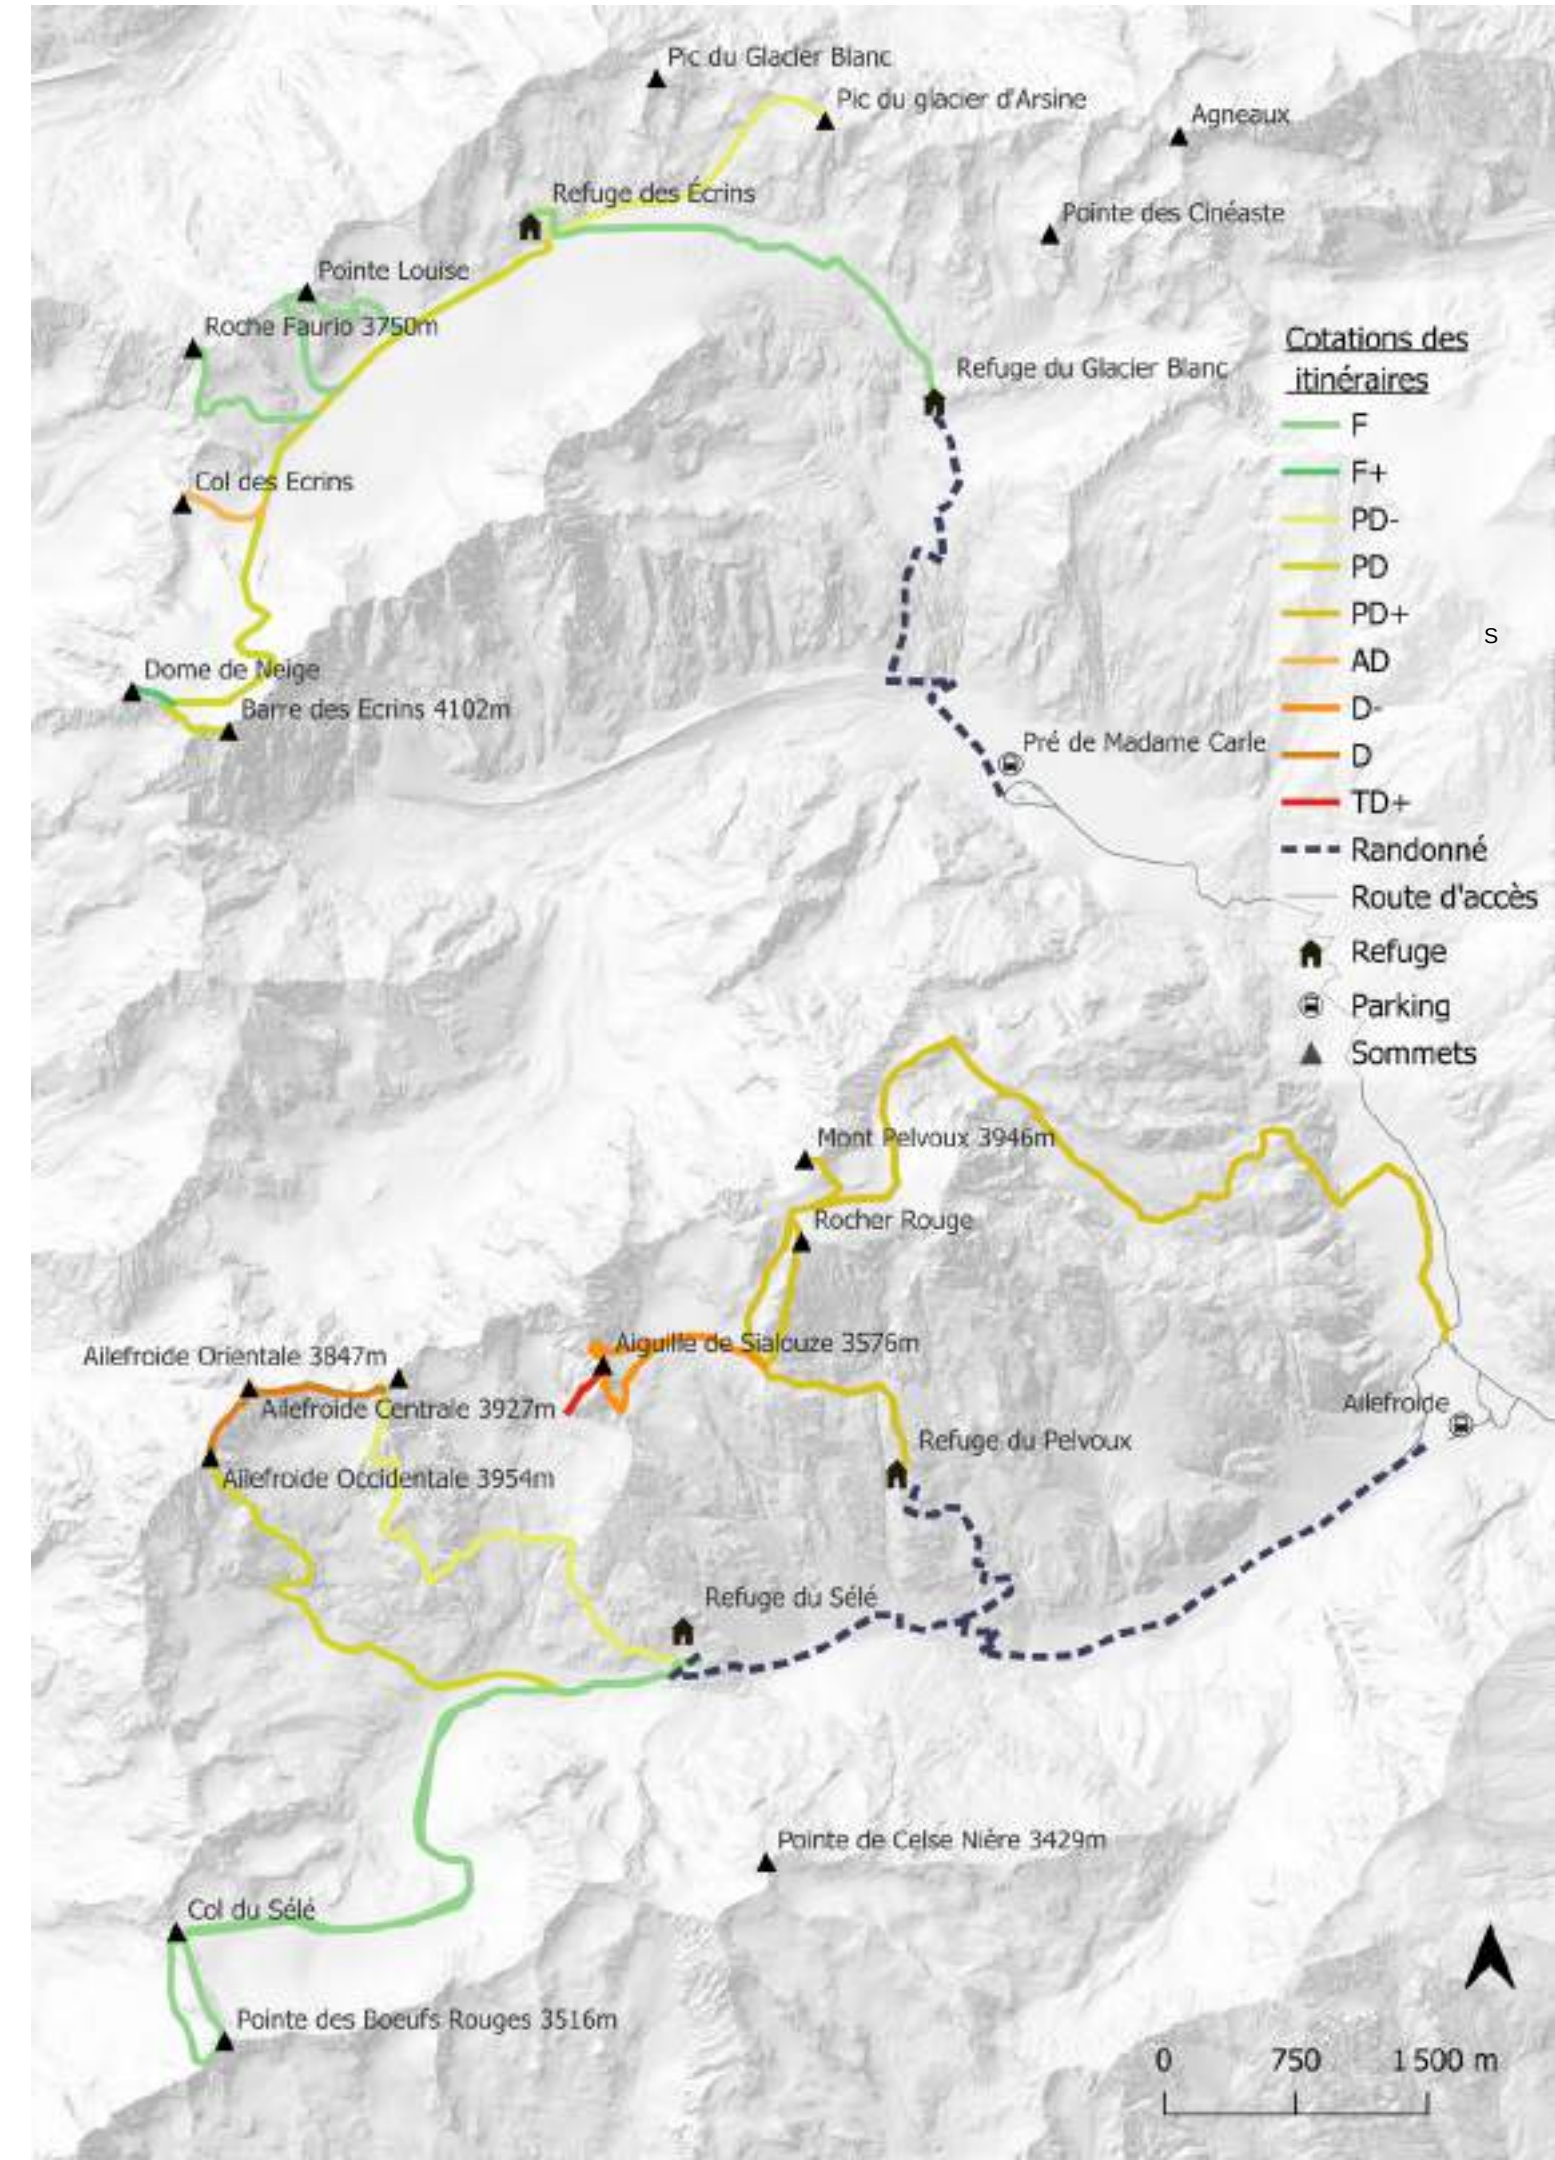 Pic du Glacier Blanc
Pic du glacier d'Arsine
Agneaux
Refuge des Écrins
Pointe des Cinéaste
Pointe Louise
Roche Faurio 3750m
Refuge du Glacier Blanc
Col des Ecrins
Dome de Neige
Barre des Ecrins 4102m
Pré de Madame Carle
Cotations des
itinéraires
F
F+
PD-
PD
PD+
S
AD
D-
D
TD+
Randonné
Route d'accès
Refuge
Parking
Sommets
Mont Pelvoux 3946m
Rocher Rouge
Aiguille de Sialouze 3576m
Ailefroide Orientale 3847m
Ailefroide Centrale 3927m
Ailefroide
Refuge du Pelvoux
Ailefroide Occidentale 3954m
Refuge du Sélé
Pointe de Celse Nière 3429m
Col du Sélé
Pointe des Boeufs Rouges 3516m
0 750 1 500 m